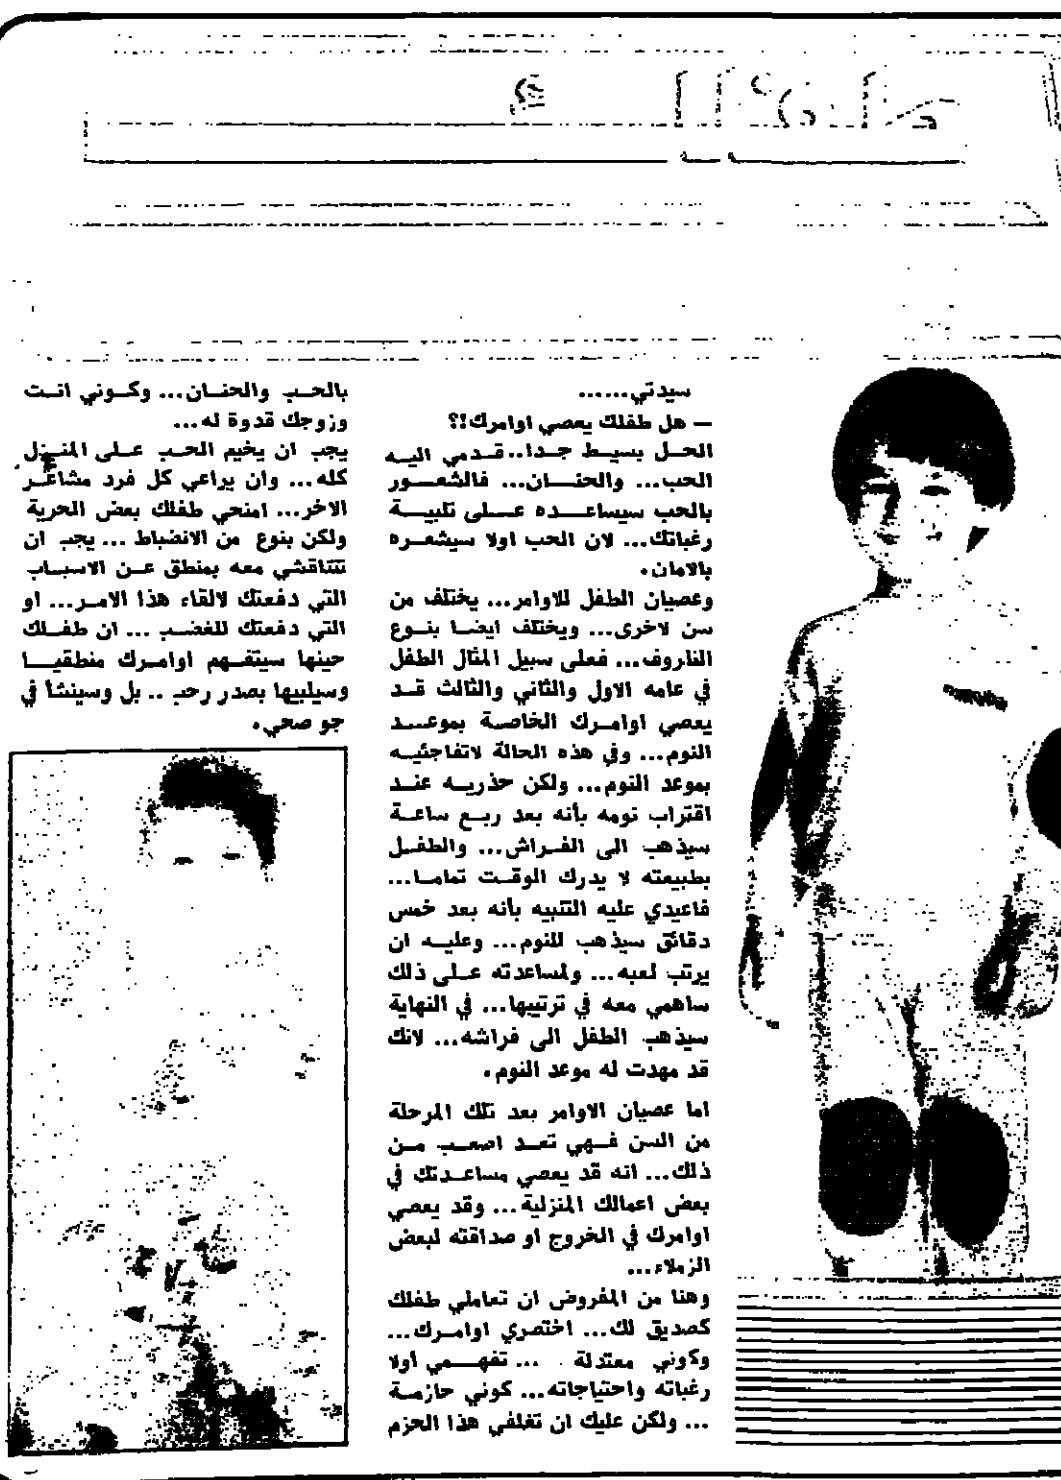 سيدتي......
— هل طفلك يعصي اوامرك!؟
الحل بسيط جدا.. قدمي اليه
الحب... والحنان... فالشعور
بالحب سيساعده على تلبية
رغباتك... لان الحب اولا سيشعره
بالامان.
وعصيان الطفل للاوامر... يختلف من
سن لاخرى... ويختلف ايضا بنوع
الناروف... فعلى سبيل المثال الطفل
في عامه الاول والثاني والثالث قد
يعصي اوامرك الخاصة بموعد
النوم... وفي هذه الحالة لاتفاجئيه
بموعد النوم... ولكن حذريه عند
اقتراب نومه بأنه بعد ربع ساعة
سيذهب الى الفراش... والطفل
بطبيعته لا يدرك الوقت تماما...
فاعيدي عليه التنبيه بأنه بعد خمس
دقائق سيذهب للنوم... وعليه ان
يرتب لعبه... ولمساعدته على ذلك
ساهمي معه في ترتيبها... في النهاية
سيذهب الطفل الى فراشه... لانك
قد مهدت له موعد النوم.
اما عصيان الاوامر بعد تلك المرحلة
من السن فهي تعد اصعب من
ذلك... انه قد يعصي مساعدتك في
بعض اعمالك المنزلية... وقد يعصي
اوامرك في الخروج او صداقته لبعض
الزملاء...
وهنا من المفروض ان تعاملي طفلك
كصديق لك... اختصري اوامرك...
وكوني معتدلة ... تفهمي أولا
رغباته واحتياجاته... كوني حازمة
... ولكن عليك ان تغلفي هذا الحزم
بالحب والحنان... وكوني انت
وزوجك قدوة له...
يجب ان يخيم الحب على المنزل
كله... وان يراعي كل فرد مشاعر
الاخر... امنحي طفلك بعض الحرية
ولكن بنوع من الانضباط ... يجب ان
تتناقشي معه بمنطق عن الاسباب
التي دفعتك لالقاء هذا الامر... او
التي دفعتك للغضب ... ان طفلك
حينها سيتفهم اوامرك منطقيا
وسيلبيها بصدر رحب .. بل وسينشأ في
جو صحي.